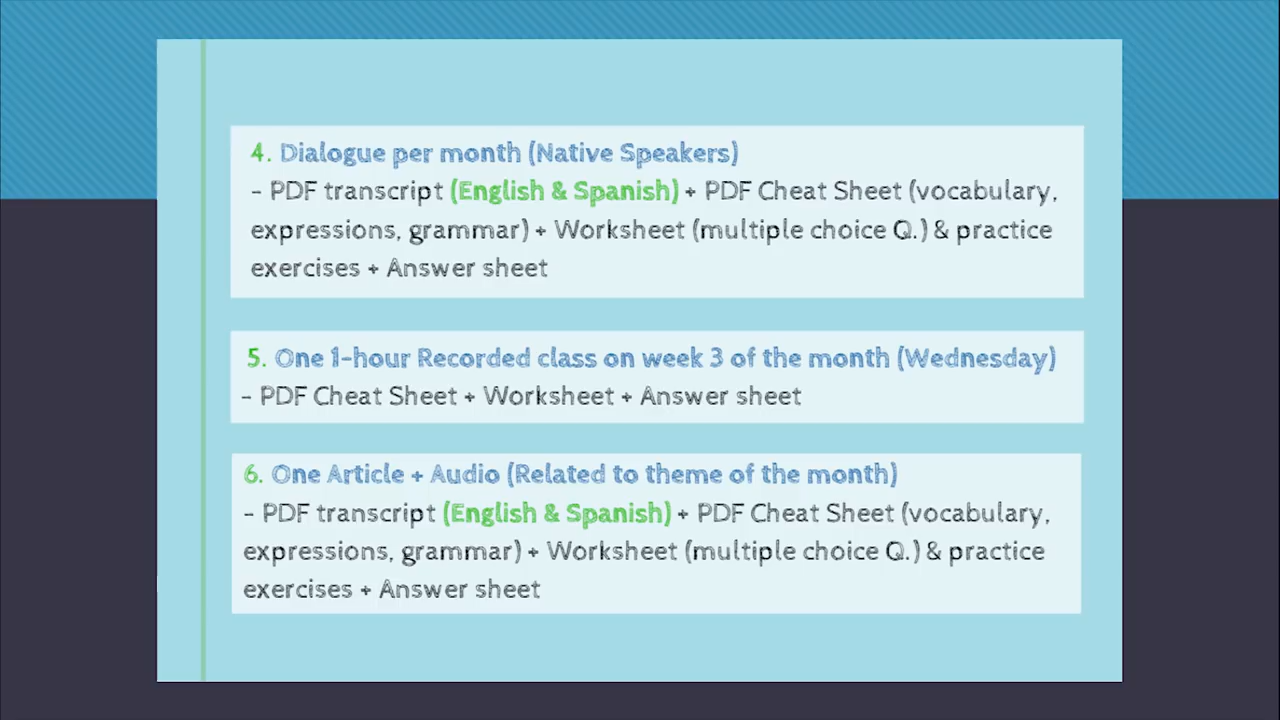 4. Dialogue per month (Native Speakers)
- PDF transcript (English & Spanish) + PDF Cheat Sheet (vocabulary,
expressions, grammar) + Worksheet (multiple choice Q.) & practice
exercises + Answer sheet
5. One 1-hour Recorded class on week 3 of the month (Wednesday)
- PDF Cheat Sheet + Worksheet + Answer sheet
6. One Article + Audio (Related to theme of the month)
- PDF transcript (English & Spanish) + PDF Cheat Sheet (vocabulary,
expressions, grammar) + Worksheet (multiple choice Q.) & practice
exercises + Answer sheet